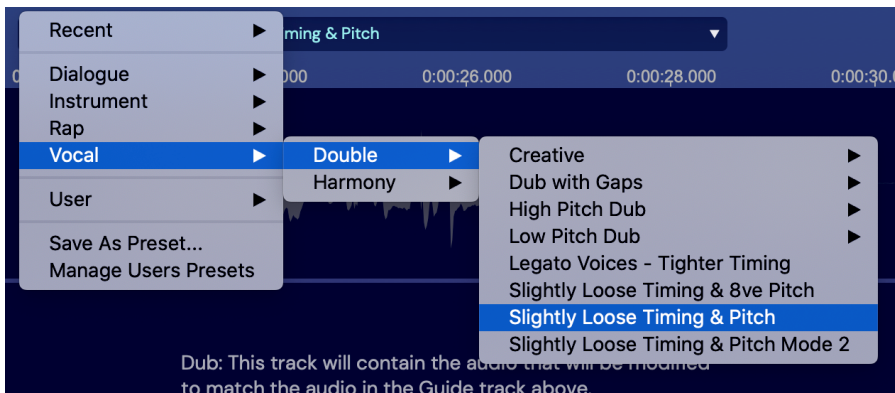 Recent
ming & Pitch
000
0:00:26.000
0:00:28.000
0:00:30.
Dialogue
Instrument
Rap
Vocal
User
Save As Preset...
Manage Users Presets
Double
Harmony
Creative
Dub with Gaps
High Pitch Dub
Low Pitch Dub
Legato Voices - Tighter Timing
Slightly Loose Timing & 8ve Pitch
Slightly Loose Timing & Pitch
Slightly Loose Timing & Pitch Mode 2
Dub: This track will contain the audio that will be modified
to match the audio in the Guide track above.